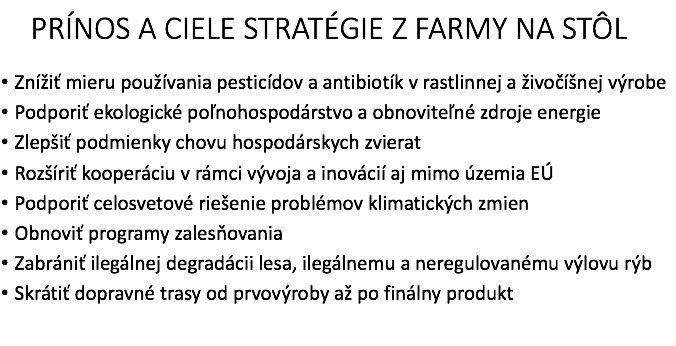 PRÍNOS A CIELE STRATÉGIE Z FARMY NA STÔL
• Znížiť mieru používania pesticídov a antibiotík v rastlinnej a živočíšnej výrobe
• Podporiť ekologické poľnohospodárstvo a obnoviteľné zdroje energie
• Zlepšiť podmienky chovu hospodárskych zvierat
• Rozšíriť kooperáciu v rámci vývoja a inovácií aj mimo územia EÚ
• Podporiť celosvetové riešenie problémov klimatických zmien
• Obnoviť programy zalesňovania
• Zabrániť ilegálnej degradácii lesa, ilegálnemu a neregulovanému výlovu rýb
• Skrátiť dopravné trasy od prvovýroby až po finálny produkt